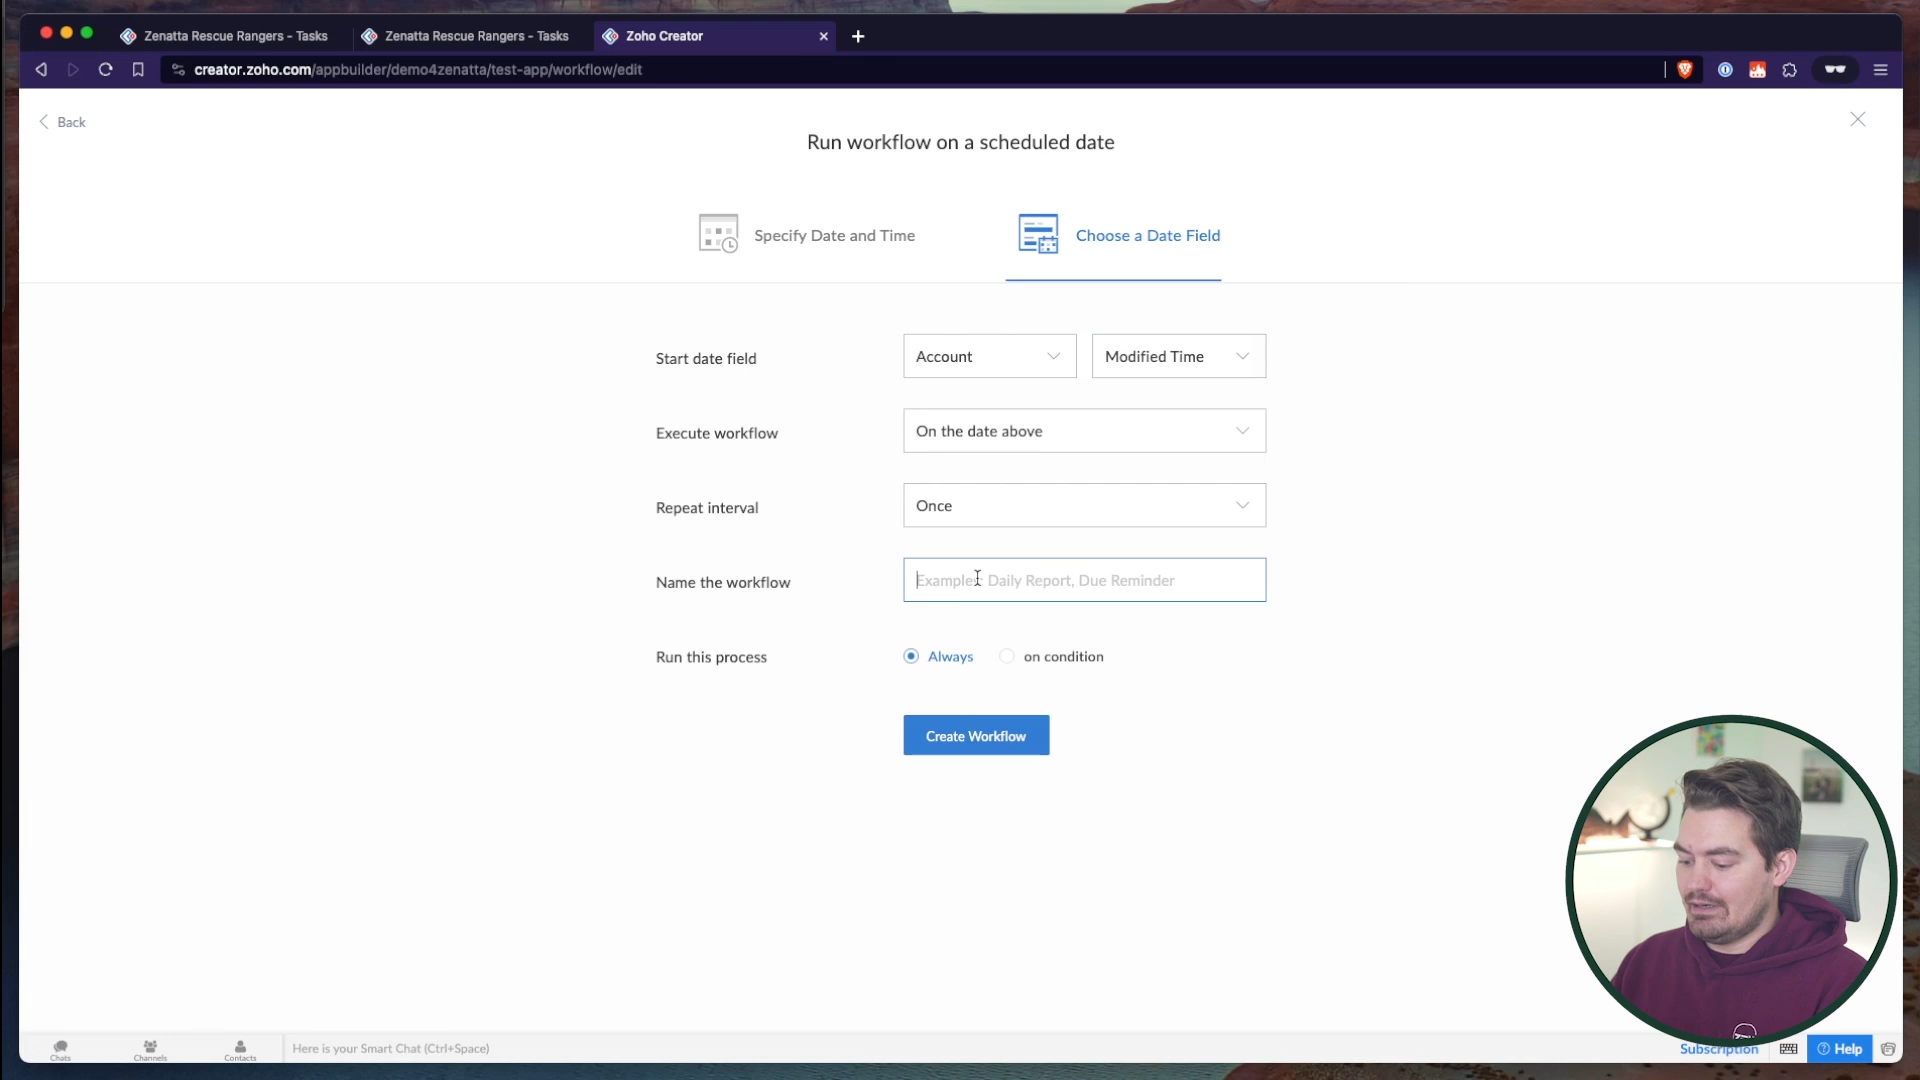 Zenatta Rescue Rangers - Tasks
Zenatta Rescue Rangers - Tasks
Zoho Creator
creator.zoho.com/appbuilder/demo4zenatta/test-app/workflow/edit
Back
Run workflow on a scheduled date
Specify Date and Time
Choose a Date Field
Start date field
Account
Modified Time
Execute workflow
On the date above
Repeat interval
Once
Name the workflow
Examples: Daily Report, Due Reminder
Run this process
Always
on condition
Create Workflow
Chats
Channels
Contacts
Here is your Smart Chat (Ctrl+Space)
Subscription
Help